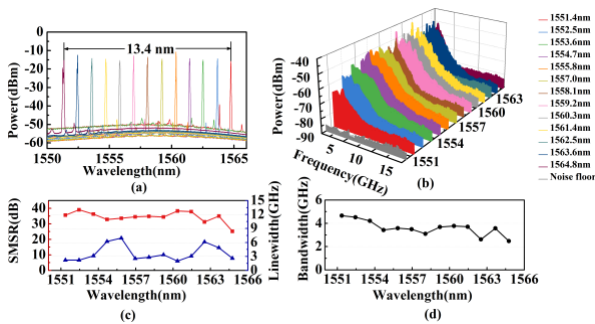 0
-10
-20
-30
-40
-50
-60
Power(dBm)
13.4 nm
1550
1555
1560
1565
Wavelength(nm)
(a)
-40
-50
-60
-70
-80
-90
Power(dBm)
5
10
15
Frequency(GHz)
1551
1554
1557
1560
1563
(b)
1551.4nm
1552.5nm
1553.6nm
1554.7nm
1555.8nm
1557.0nm
1558.1nm
1559.2nm
1560.3nm
1561.4nm
1562.5nm
1563.6nm
1564.8nm
Noise floor
40
30
20
10
0
SMSR(dB)
15
12
9
6
3
0
Linewidth(GHz)
1551
1554
1557
1560
1563
1566
Wavelength(nm)
(c)
6
4
2
0
Bandwidth(GHz)
1551
1554
1557
1560
1563
1566
Wavelength(nm)
(d)